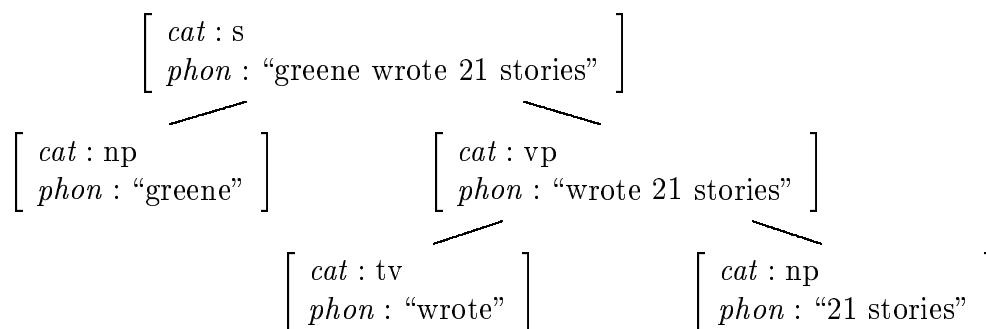 cat : s
phon : “greene wrote 21 stories”
cat : np
cat : vp
phon : “greene”
phon : “wrote 21 stories”
cat : tv
cat : np
phon : “wrote”
phon : “21 stories”